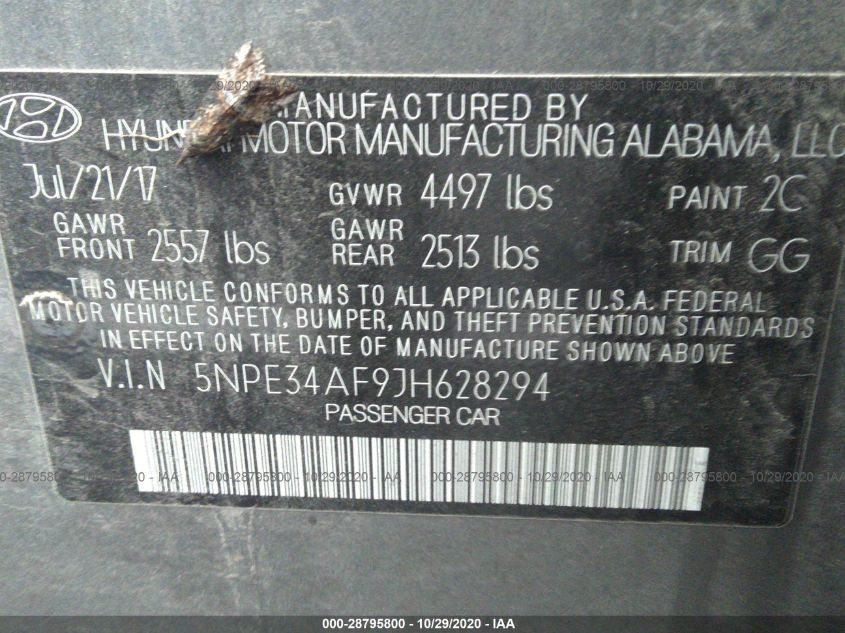 MANUFACTURED BY
HYUNDAI MOTOR MANUFACTURING ALABAMA, LLC
Jul/21/17 GVWR 4497 lbs PAINT 2C
GAWR FRONT 2557 lbs GAWR REAR 2513 lbs TRIM GG
THIS VEHICLE CONFORMS TO ALL APPLICABLE U.S.A. FEDERAL
MOTOR VEHICLE SAFETY, BUMPER, AND THEFT PREVENTION STANDARDS
IN EFFECT ON THE DATE OF MANUFACTURE SHOWN ABOVE
V.I.N 5NPE34AF9JH628294
PASSENGER CAR
000-28795800 - 10/29/2020 - IAA